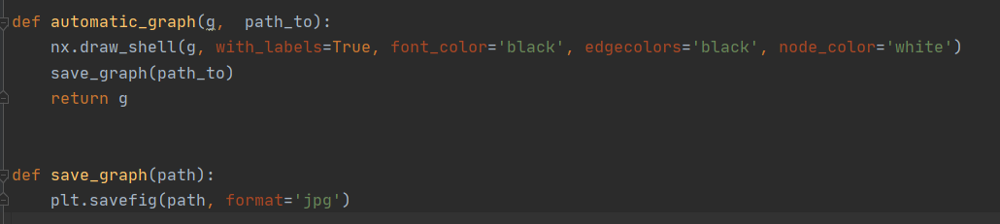 def automatic_graph(g,  path_to):
    nx.draw_shell(g, with_labels=True, font_color='black', edgecolors='black', node_color='white')
    save_graph(path_to)
    return g
def save_graph(path):
    plt.savefig(path, format='jpg')